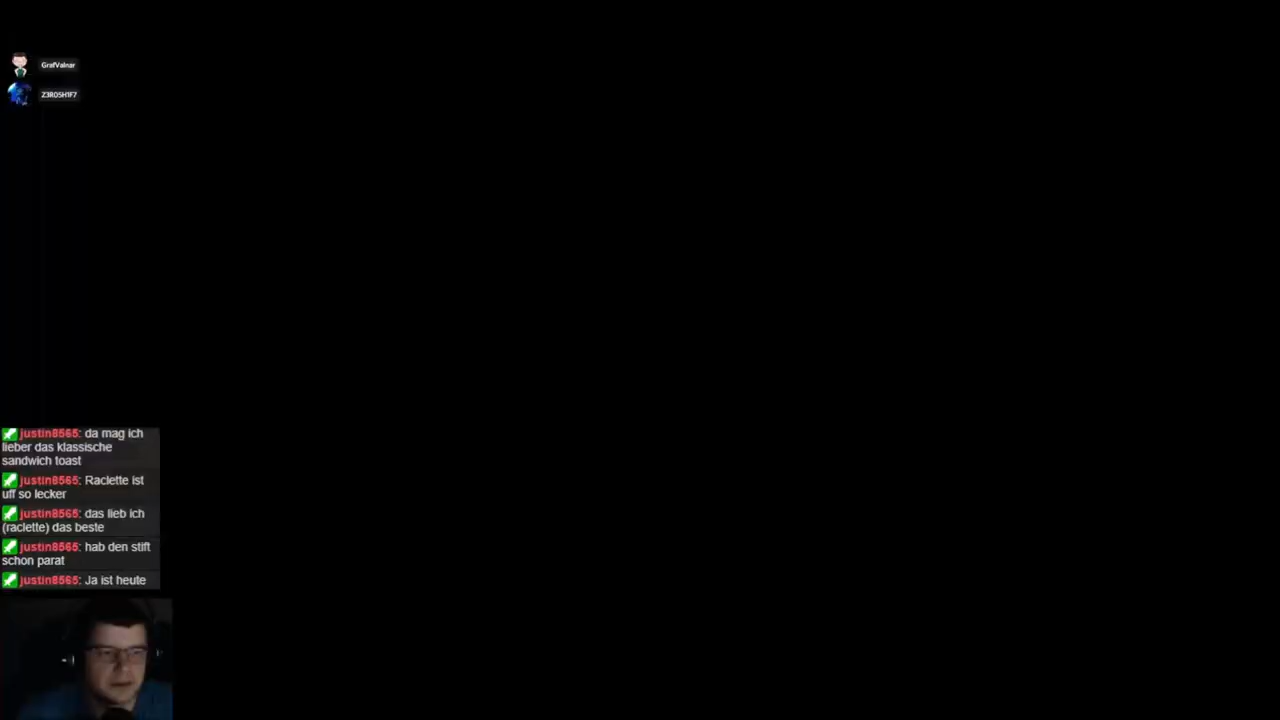 GrafValnar
Z3R05H1F7
justin8565: da mag ich
lieber das klassische
sandwich toast
justin8565: Raclette ist
uff so lecker
justin8565: das lieb ich
(raclette) das beste
justin8565: hab den stift
schon parat
justin8565: Ja ist heute